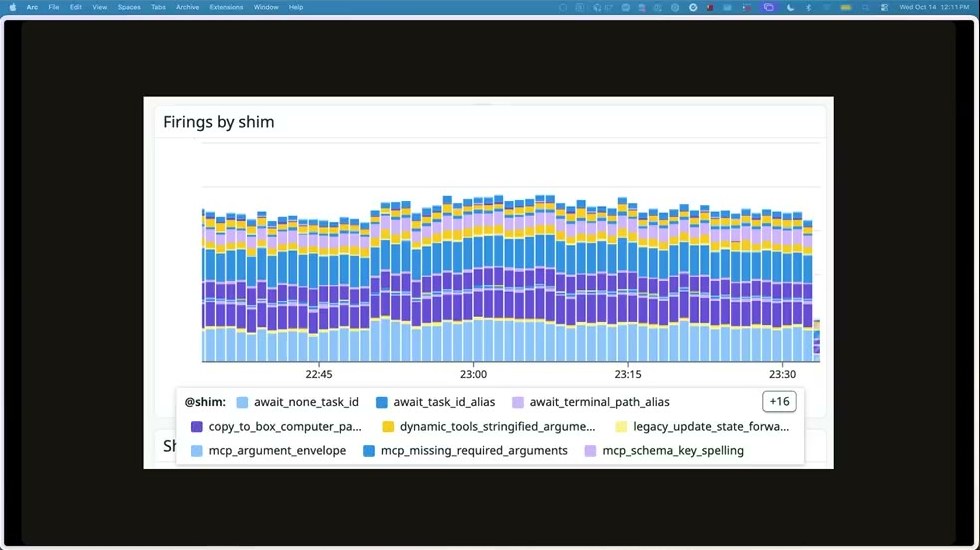 Arc File Edit View Spaces Tabs Archive Extensions Window Help
Wed Oct 14 12:11 PM
Firings by shim
22:45 23:00 23:15 23:30
@shim: await_none_task_id await_task_id_alias await_terminal_path_alias +16
copy_to_box_computer_pa... dynamic_tools_stringified_argume... legacy_update_state_forwa...
mcp_argument_envelope mcp_missing_required_arguments mcp_schema_key_spelling